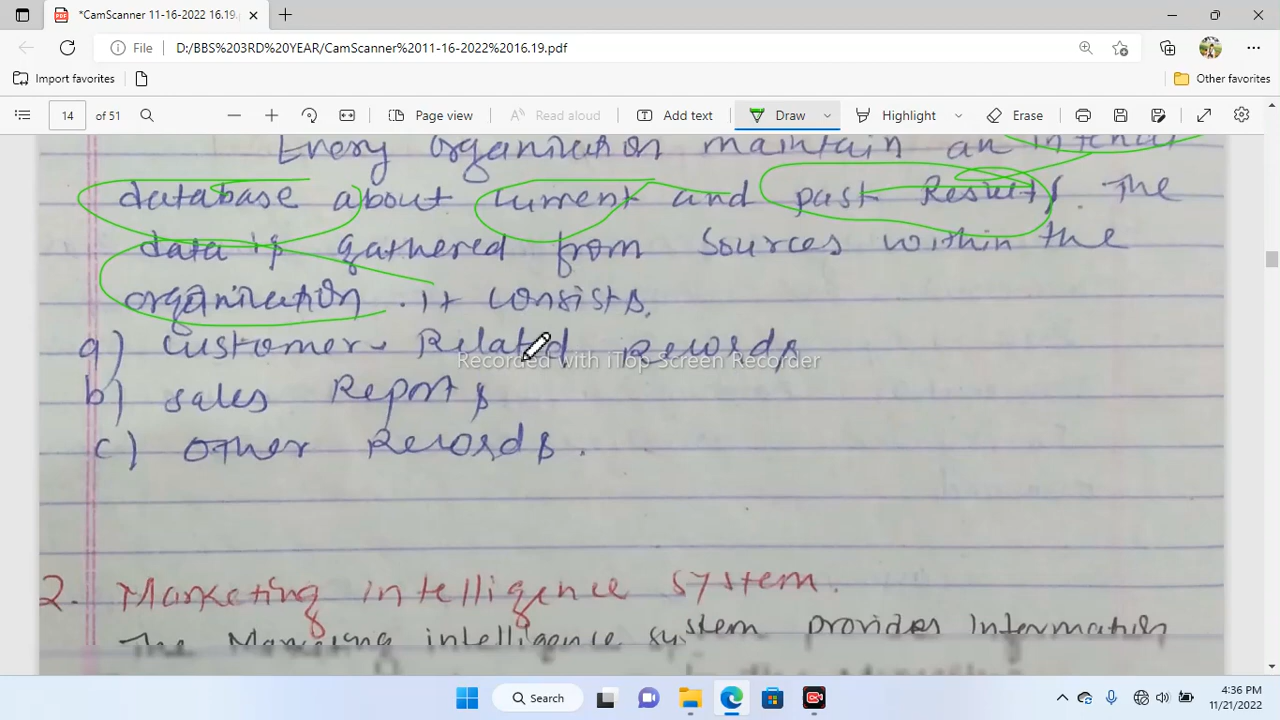 *CamScanner 11-16-2022 16.19.p
File D:/BBS%203RD%20YEAR/CamScanner%2011-16-2022%2016.19.pdf
Import favorites Other favorites
14 of 51 Page view Read aloud Add text Draw Highlight Erase
Every organization maintain an internal
database about current and past Results. The
data is gathered from sources within the
organization. It consists.
a) customer - Related Records
Recorded with iTop Screen Recorder
b) sales Reports
c) Other Records.
2. Marketing intelligence system.
The Marketing intelligence system provides Information
Search
4:36 PM
11/21/2022